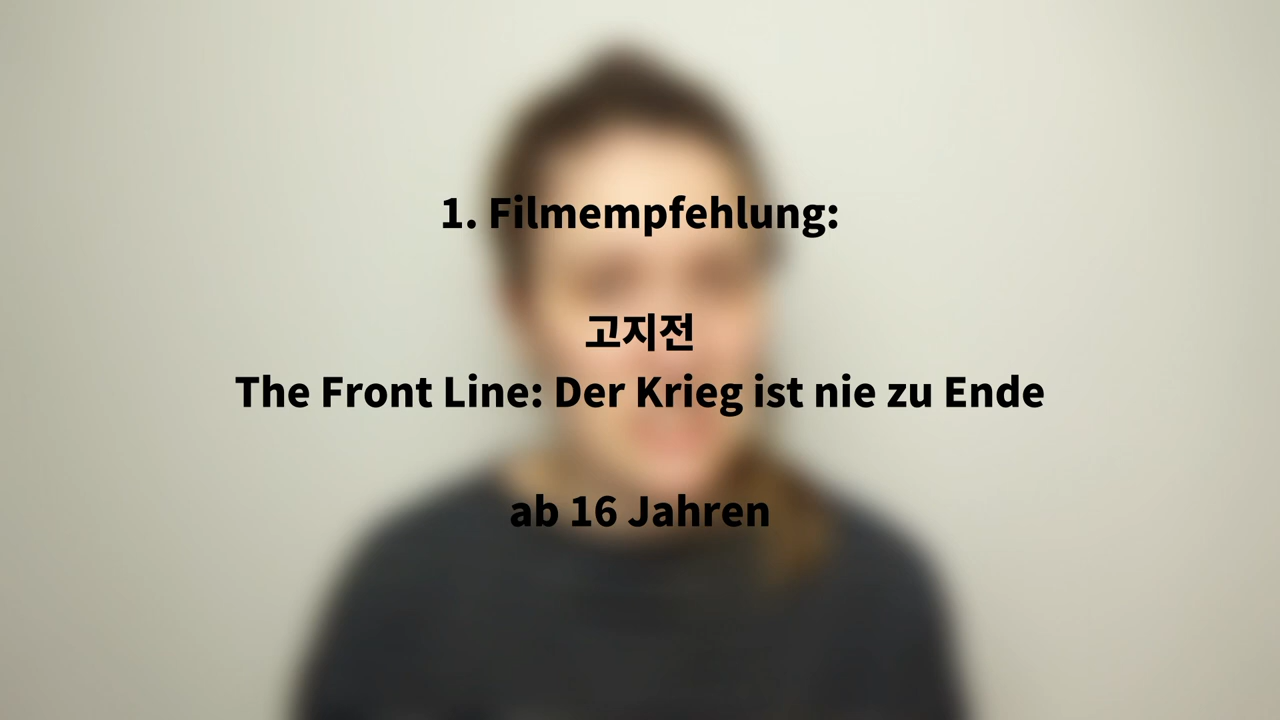 1. Filmempfehlung:
고지전
The Front Line: Der Krieg ist nie zu Ende
ab 16 Jahren